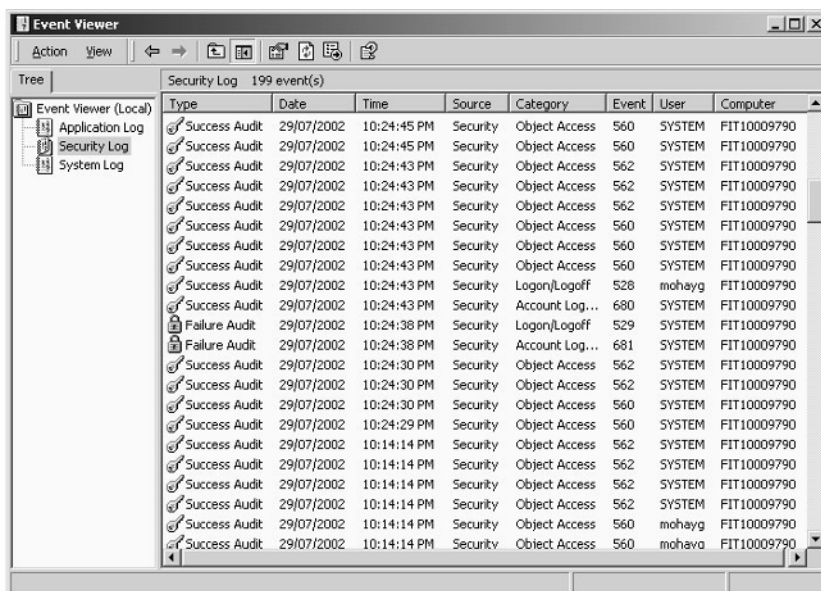 Event Viewer
Action View
Tree
Security Log 199 event(s)
Event Viewer (Local)
Application Log
Security Log
System Log
Type Date Time Source Category Event User Computer
Success Audit 29/07/2002 10:24:45 PM Security Object Access 560 SYSTEM FIT10009790
Success Audit 29/07/2002 10:24:45 PM Security Object Access 560 SYSTEM FIT10009790
Success Audit 29/07/2002 10:24:43 PM Security Object Access 562 SYSTEM FIT10009790
Success Audit 29/07/2002 10:24:43 PM Security Object Access 562 SYSTEM FIT10009790
Success Audit 29/07/2002 10:24:43 PM Security Object Access 562 SYSTEM FIT10009790
Success Audit 29/07/2002 10:24:43 PM Security Object Access 560 SYSTEM FIT10009790
Success Audit 29/07/2002 10:24:43 PM Security Object Access 560 SYSTEM FIT10009790
Success Audit 29/07/2002 10:24:43 PM Security Object Access 560 SYSTEM FIT10009790
Success Audit 29/07/2002 10:24:43 PM Security Logon/Logoff 528 mohayg FIT10009790
Success Audit 29/07/2002 10:24:43 PM Security Account Log... 680 SYSTEM FIT10009790
Failure Audit 29/07/2002 10:24:38 PM Security Logon/Logoff 529 SYSTEM FIT10009790
Failure Audit 29/07/2002 10:24:38 PM Security Account Log... 681 SYSTEM FIT10009790
Success Audit 29/07/2002 10:24:30 PM Security Object Access 562 SYSTEM FIT10009790
Success Audit 29/07/2002 10:24:30 PM Security Object Access 562 SYSTEM FIT10009790
Success Audit 29/07/2002 10:24:30 PM Security Object Access 560 SYSTEM FIT10009790
Success Audit 29/07/2002 10:24:29 PM Security Object Access 560 SYSTEM FIT10009790
Success Audit 29/07/2002 10:14:14 PM Security Object Access 562 SYSTEM FIT10009790
Success Audit 29/07/2002 10:14:14 PM Security Object Access 562 SYSTEM FIT10009790
Success Audit 29/07/2002 10:14:14 PM Security Object Access 562 SYSTEM FIT10009790
Success Audit 29/07/2002 10:14:14 PM Security Object Access 562 SYSTEM FIT10009790
Success Audit 29/07/2002 10:14:14 PM Security Object Access 560 mohayg FIT10009790
Success Audit 29/07/2002 10:14:14 PM Security Object Access 560 mohayg FIT10009790